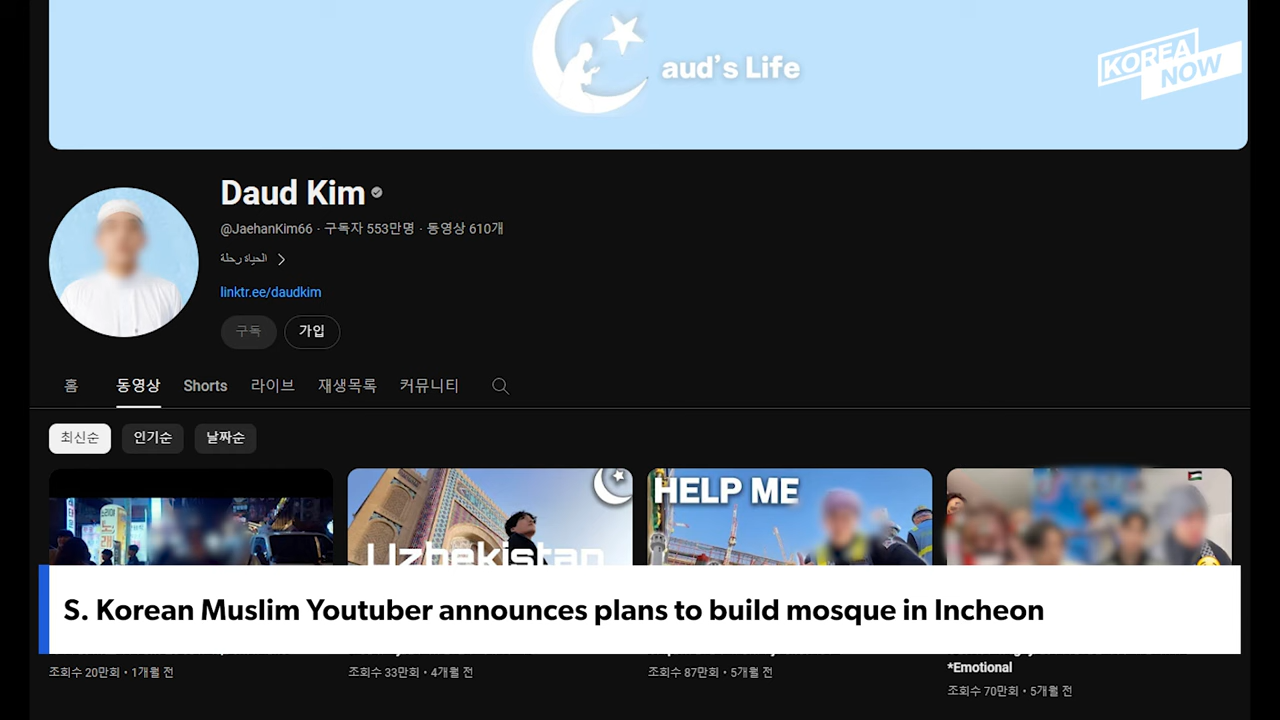 aud's Life
KOREA
NOW
Daud Kim
@JaehanKim66 · 구독자 553만명 · 동영상 610개
الحياة رحلة
linktr.ee/daudkim
구독 가입
홈 동영상 Shorts 라이브 재생목록 커뮤니티
최신순 인기순 날짜순
HELP ME
Uzbekistan
S. Korean Muslim Youtuber announces plans to build mosque in Incheon
*Emotional
조회수 20만회 · 1개월 전 조회수 33만회 · 4개월 전 조회수 87만회 · 5개월 전
조회수 70만회 · 5개월 전